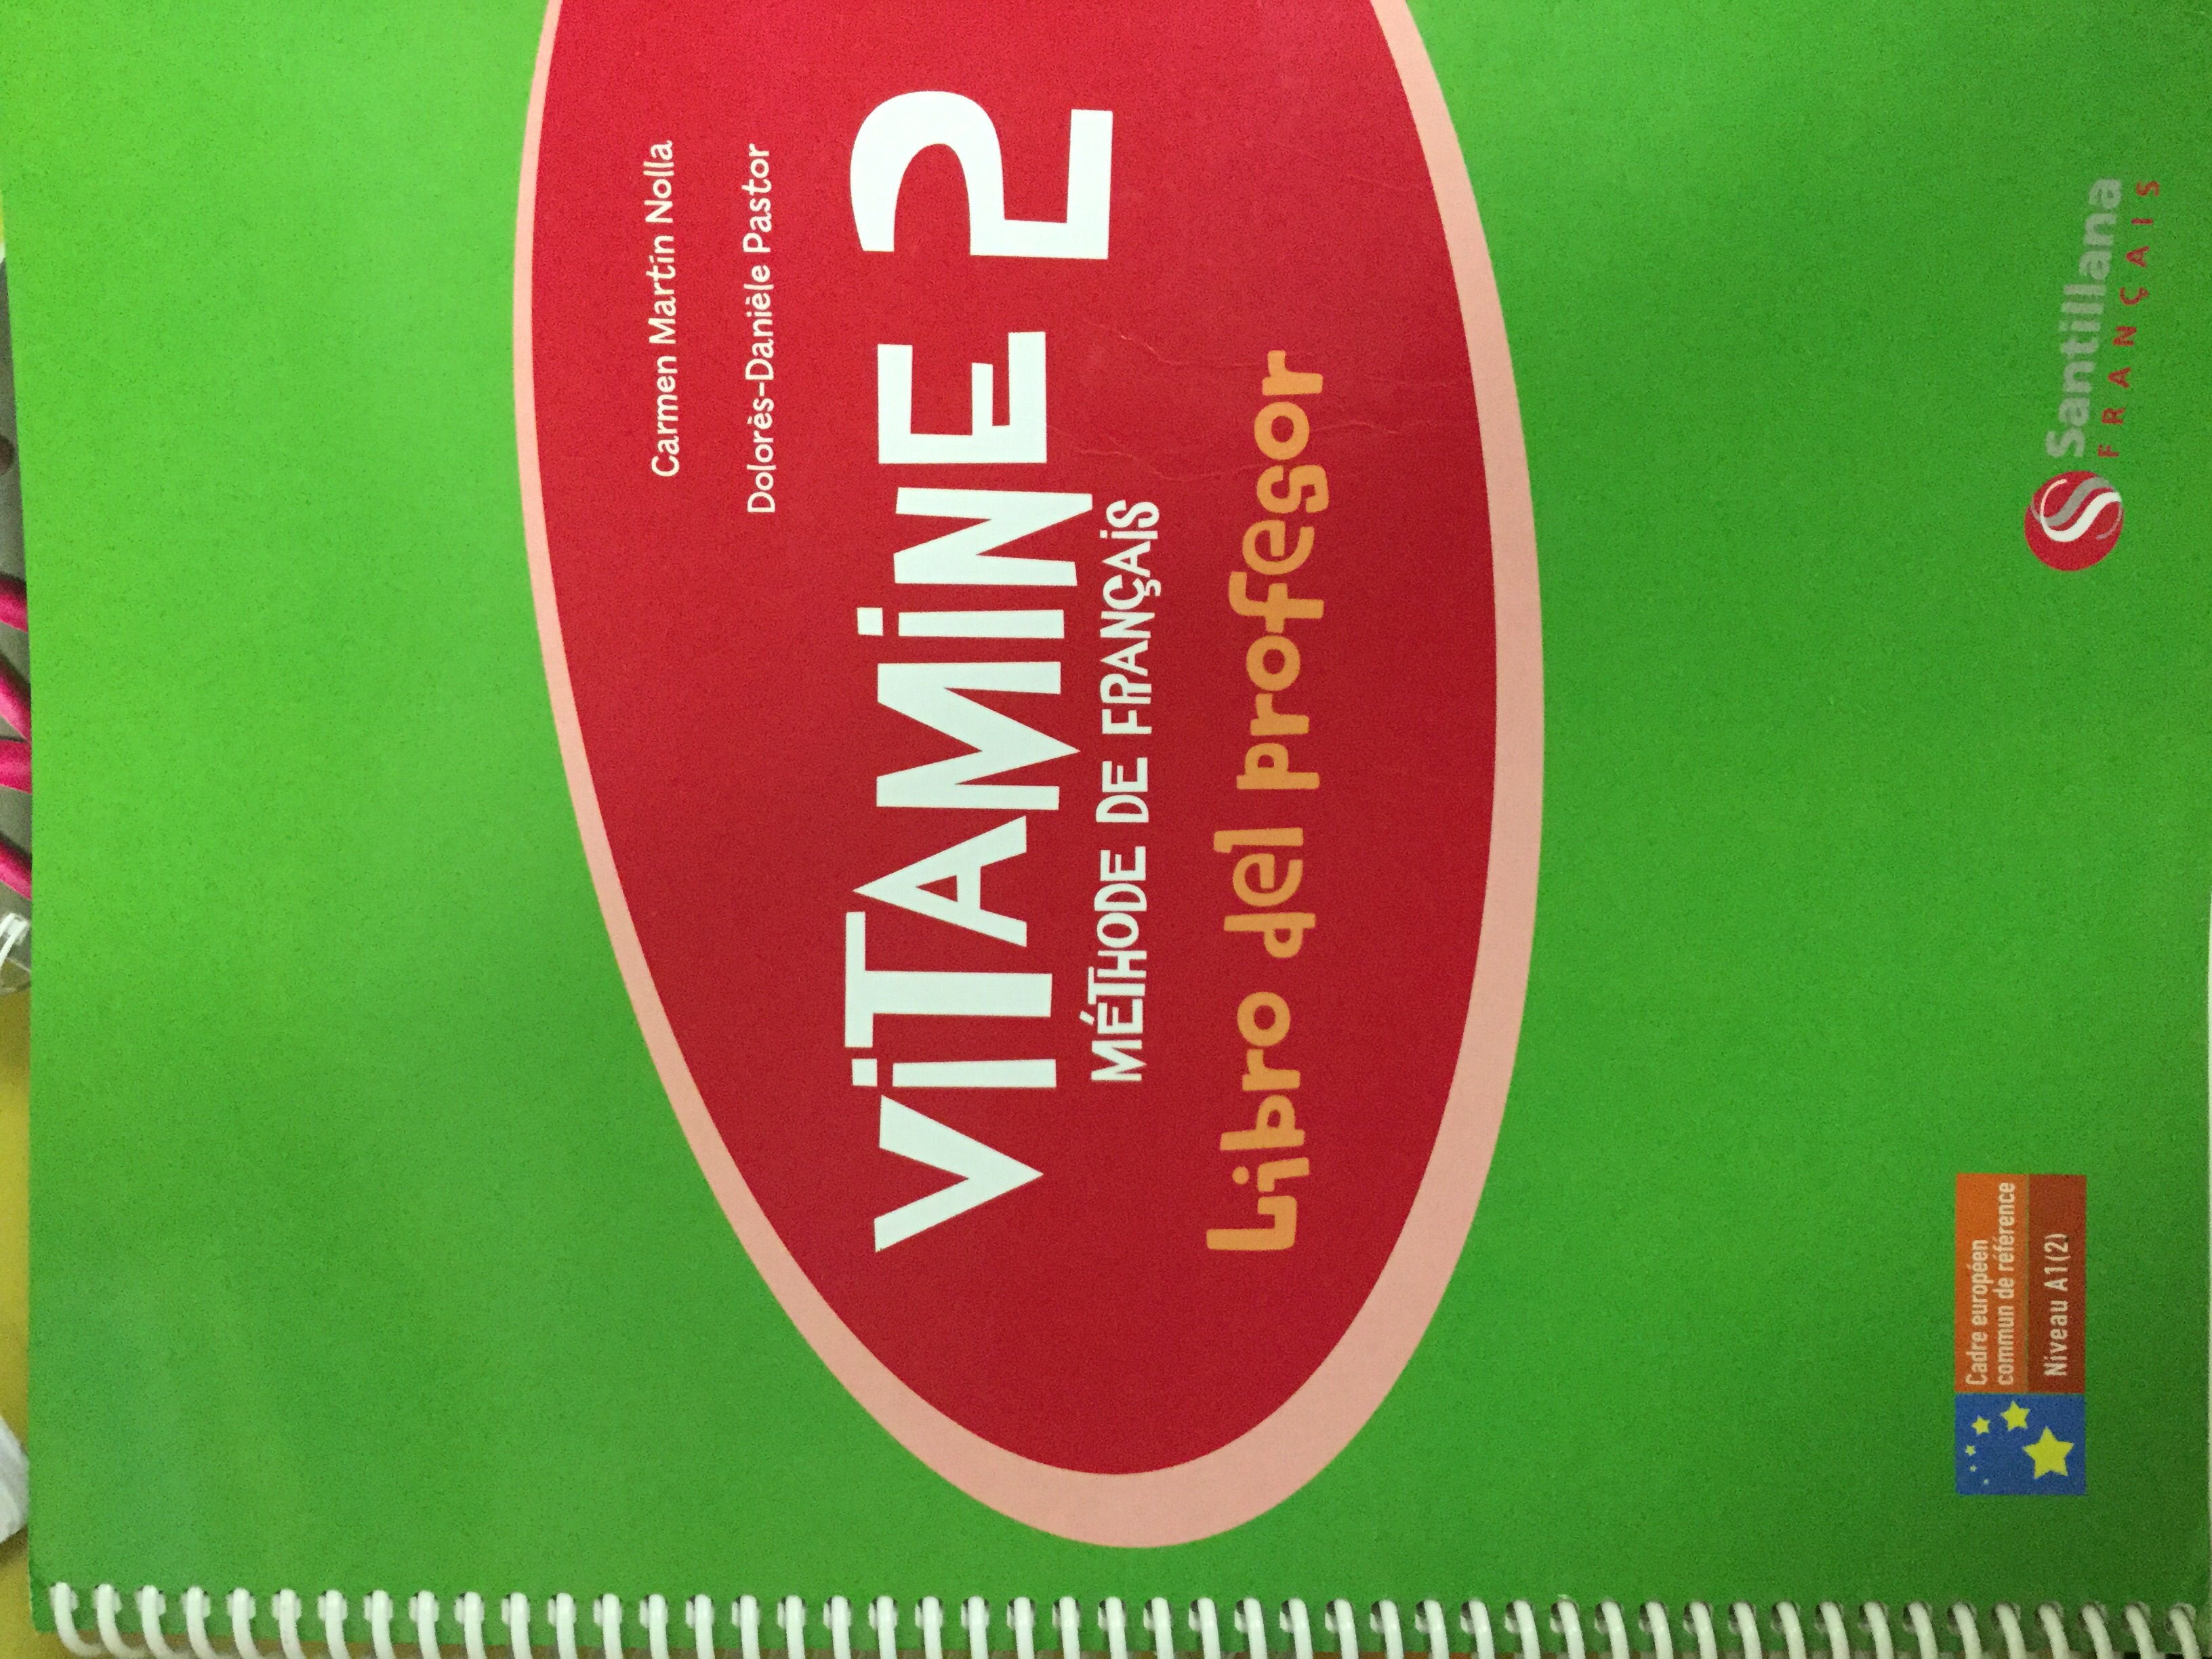 Carmen Martín Nolla
Dolorès-Danièle Pastor
ViTAMiNE 2
MÉTHODE DE FRANÇAiS
Libro del profesor
Cadre européen
commun de référence
Niveau A1(2)
Santillana
FRANÇAIS